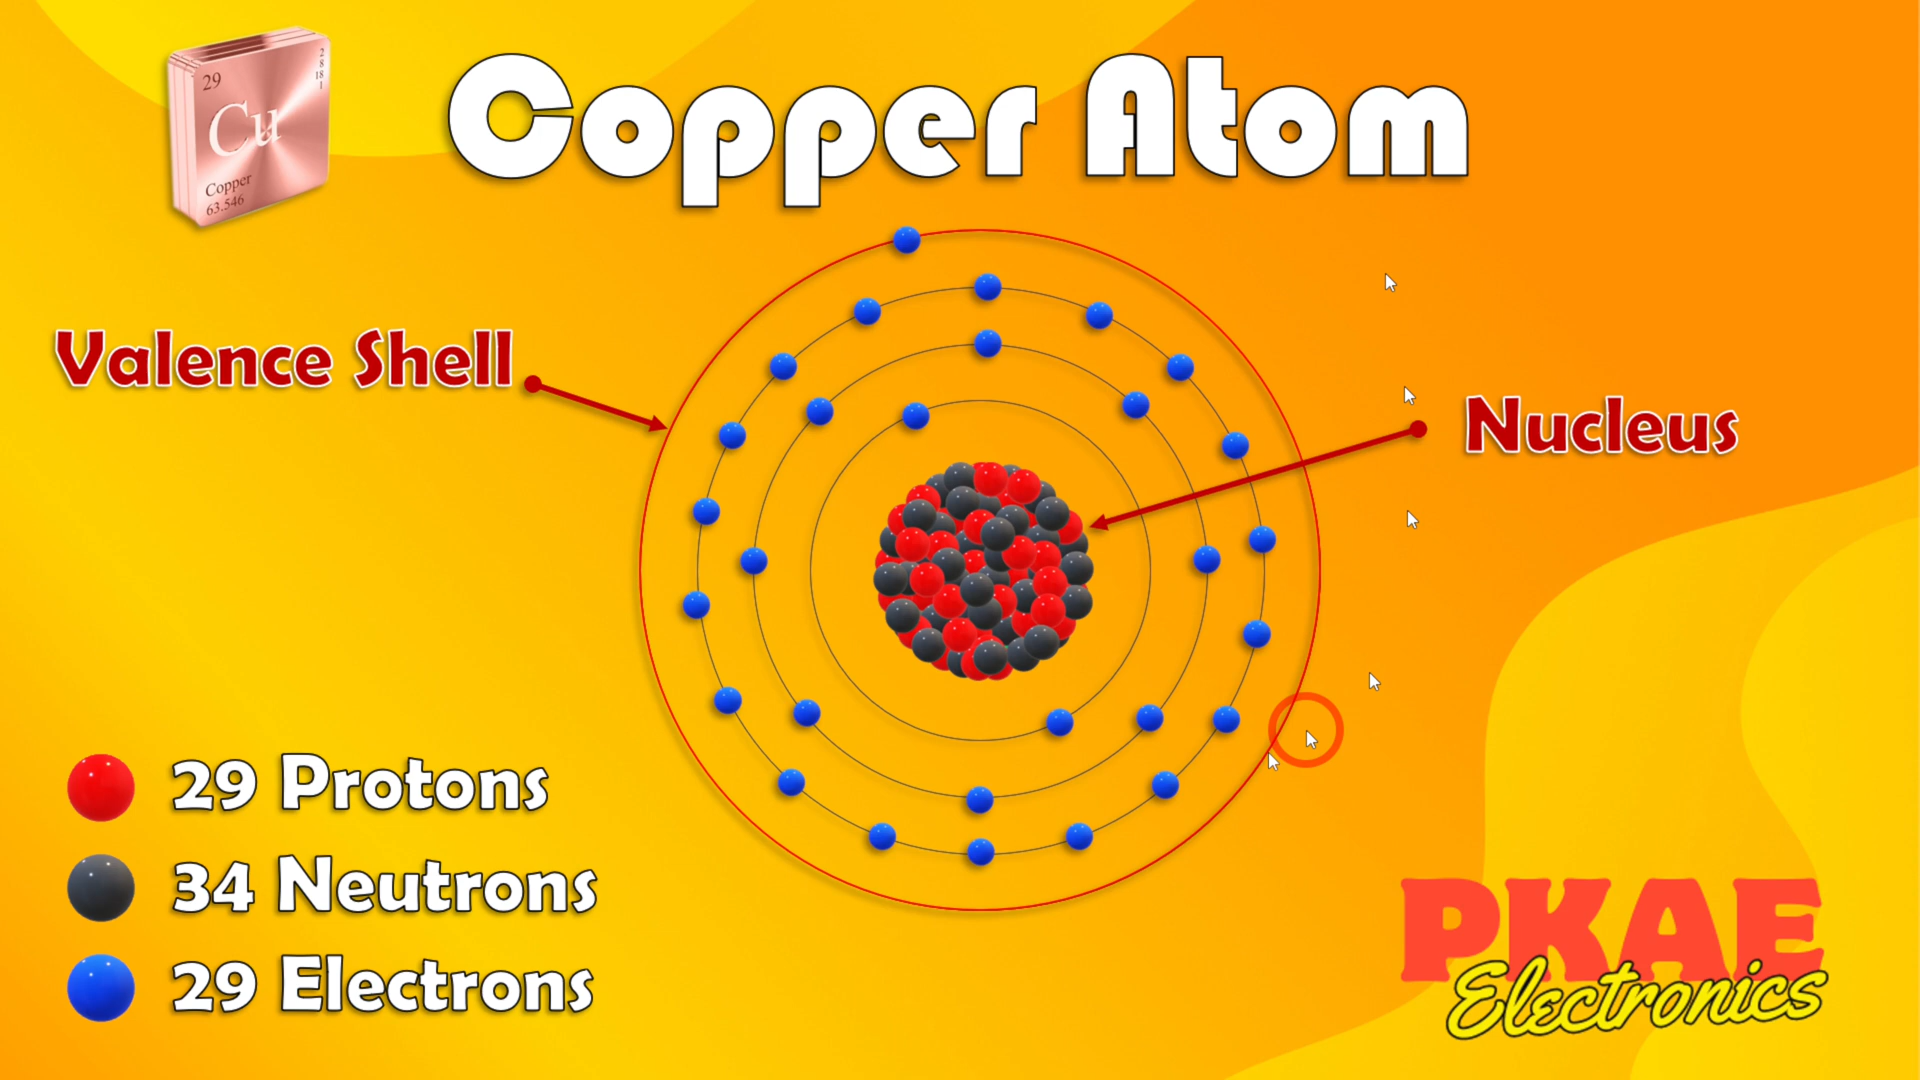 29
2
8
18
1
Cu
Copper
63.546
Copper Atom
Valence Shell
Nucleus
29 Protons
34 Neutrons
29 Electrons
PKAE
Electronics